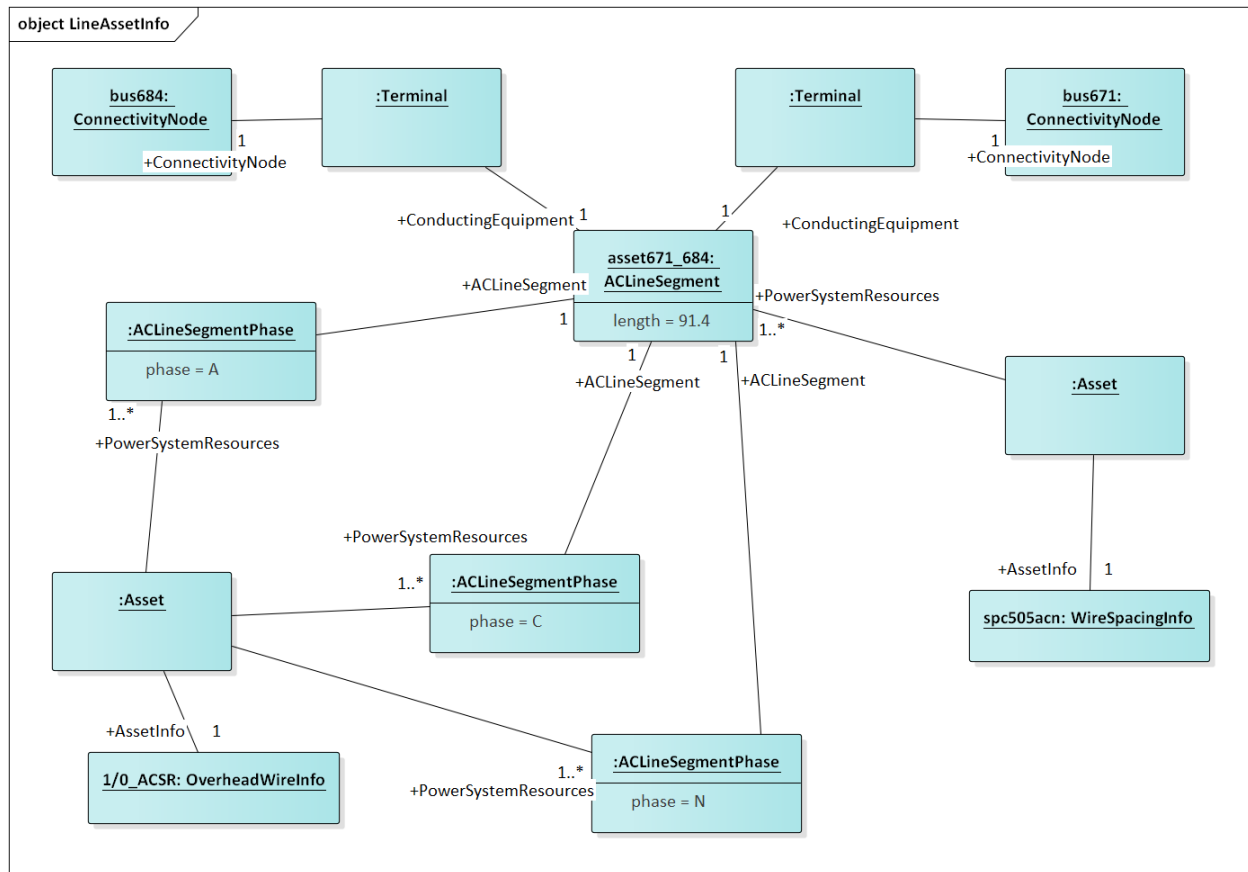 object LineAssetInfo
bus684:
ConnectivityNode
:Terminal
:Terminal
bus671:
ConnectivityNode
1
+ConnectivityNode
1
+ConnectivityNode
+ConductingEquipment
1
1
+ConductingEquipment
asset671_684:
ACLineSegment
length = 91.4
+ACLineSegment
1
+PowerSystemResources
1..*
:ACLineSegmentPhase
phase = A
1
+ACLineSegment
1
+ACLineSegment
:Asset
1..*
+PowerSystemResources
+PowerSystemResources
1..*
:ACLineSegmentPhase
phase = C
:Asset
+AssetInfo
1
spc505acn: WireSpacingInfo
+AssetInfo
1
1/0_ACSR: OverheadWireInfo
1..*
+PowerSystemResources
:ACLineSegmentPhase
phase = N